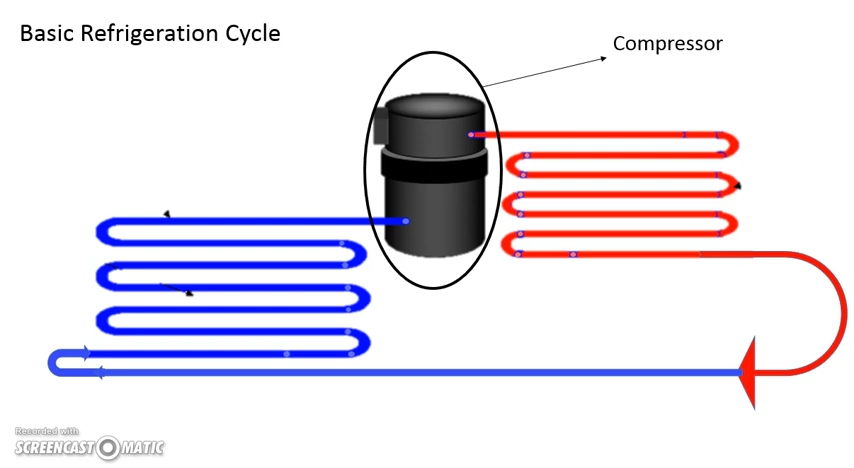 Basic Refrigeration Cycle
Compressor
Recorded with
SCREENCAST MATIC